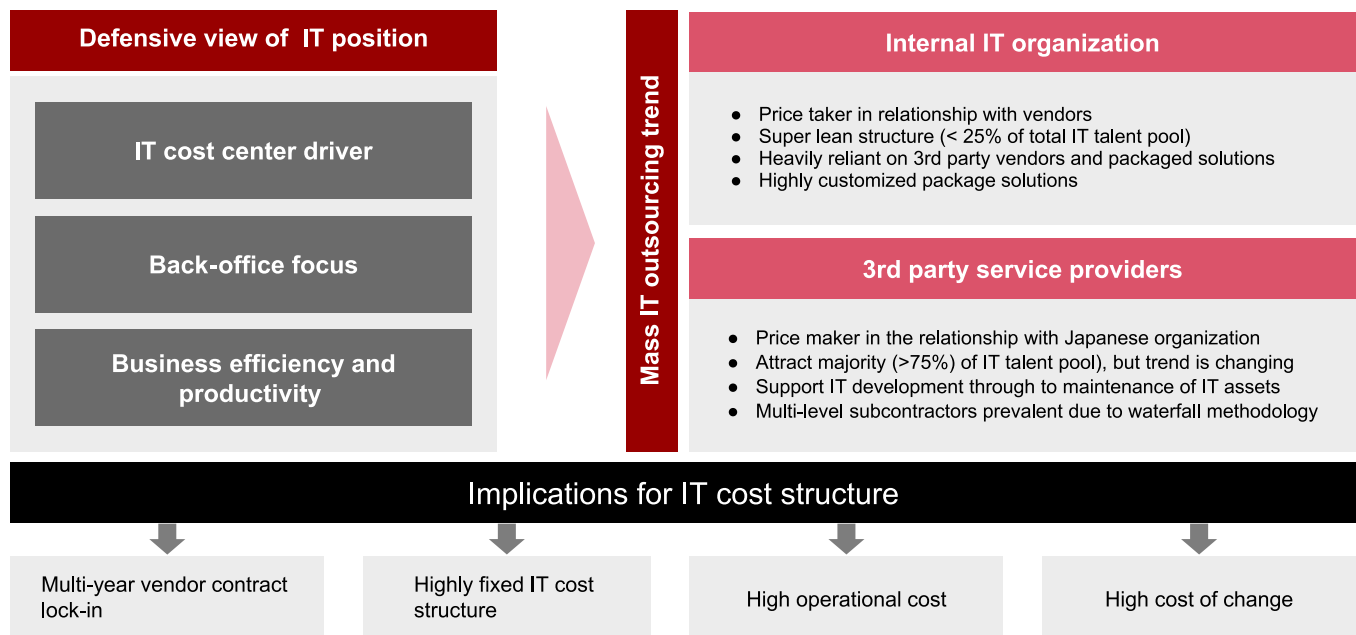 Defensive view of IT position
IT cost center driver
Back-office focus
Business efficiency and
productivity
Mass IT outsourcing trend
Internal IT organization
● Price taker in relationship with vendors
● Super lean structure (< 25% of total IT talent pool)
● Heavily reliant on 3rd party vendors and packaged solutions
● Highly customized package solutions
3rd party service providers
● Price maker in the relationship with Japanese organization
● Attract majority (>75%) of IT talent pool), but trend is changing
● Support IT development through to maintenance of IT assets
● Multi-level subcontractors prevalent due to waterfall methodology
Implications for IT cost structure
Multi-year vendor contract
lock-in
Highly fixed IT cost
structure
High operational cost
High cost of change